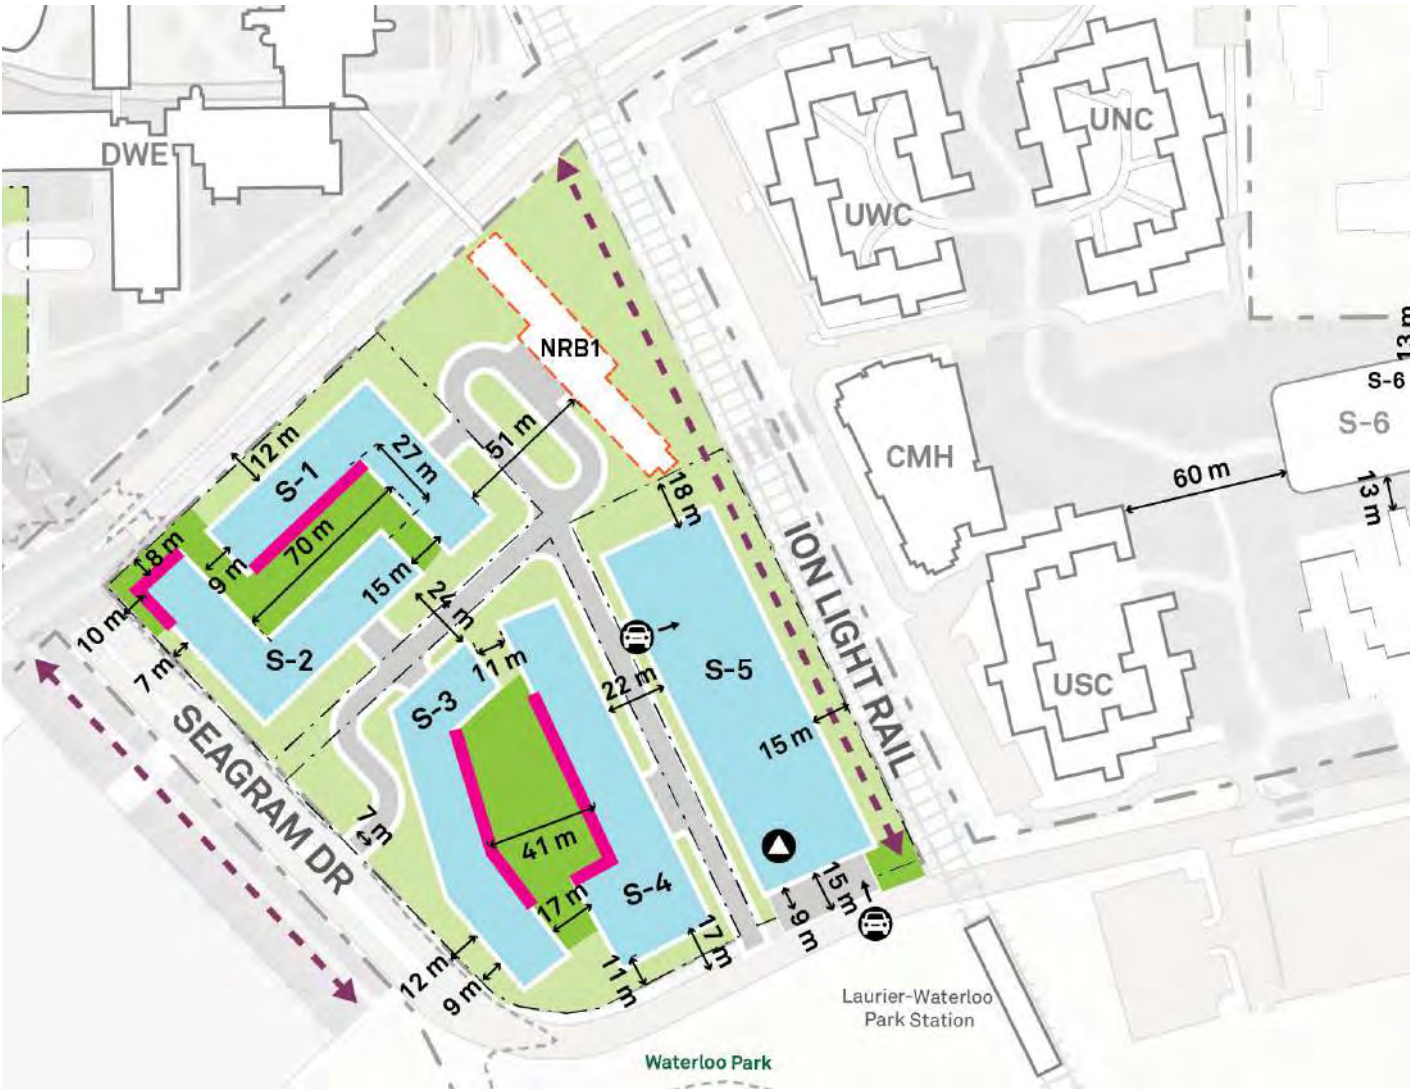 UNC
DWE
UWC
13 m
NRB1
S-6
S-6
12 m
27 m
51 m
S-1
CMH
60 m
18 m
13 m
70 m
8 m
9 m
15 m
24 m
ION LIGHT RAIL
10 m
7 m
S-2
11 m
S-3
22 m
S-5
USC
15 m
SEAGRAM DR
7 m
41 m
17 m
S-4
15 m
9 m
17 m
12 m
9 m
11 m
Laurier-Waterloo
Park Station
Waterloo Park